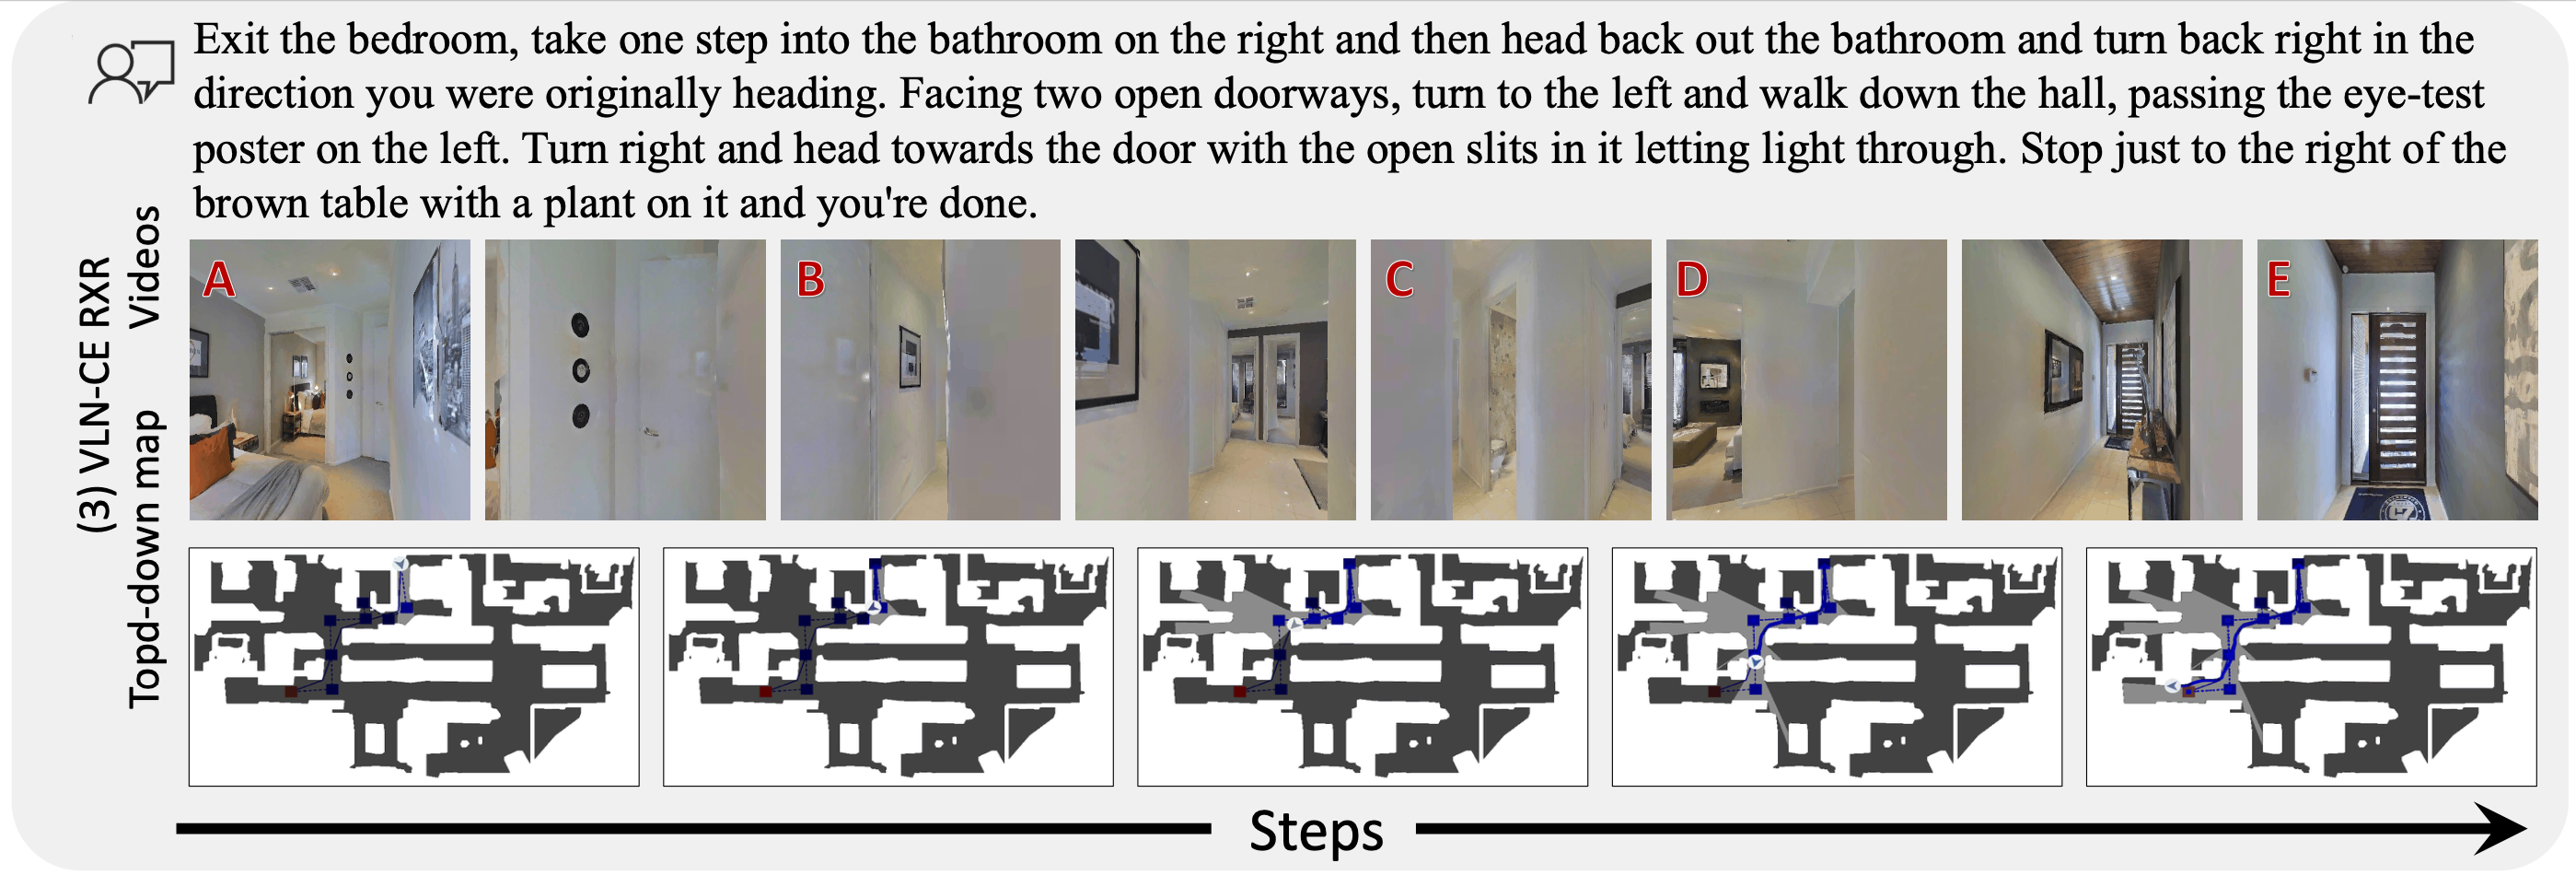 Exit the bedroom, take one step into the bathroom on the right and then head back out the bathroom and turn back right in the
direction you were originally heading. Facing two open doorways, turn to the left and walk down the hall, passing the eye-test
poster on the left. Turn right and head towards the door with the open slits in it letting light through. Stop just to the right of the
brown table with a plant on it and you're done.
(3) VLN-CE RXR
Videos
Topd-down map
A
B
C
D
E
Steps